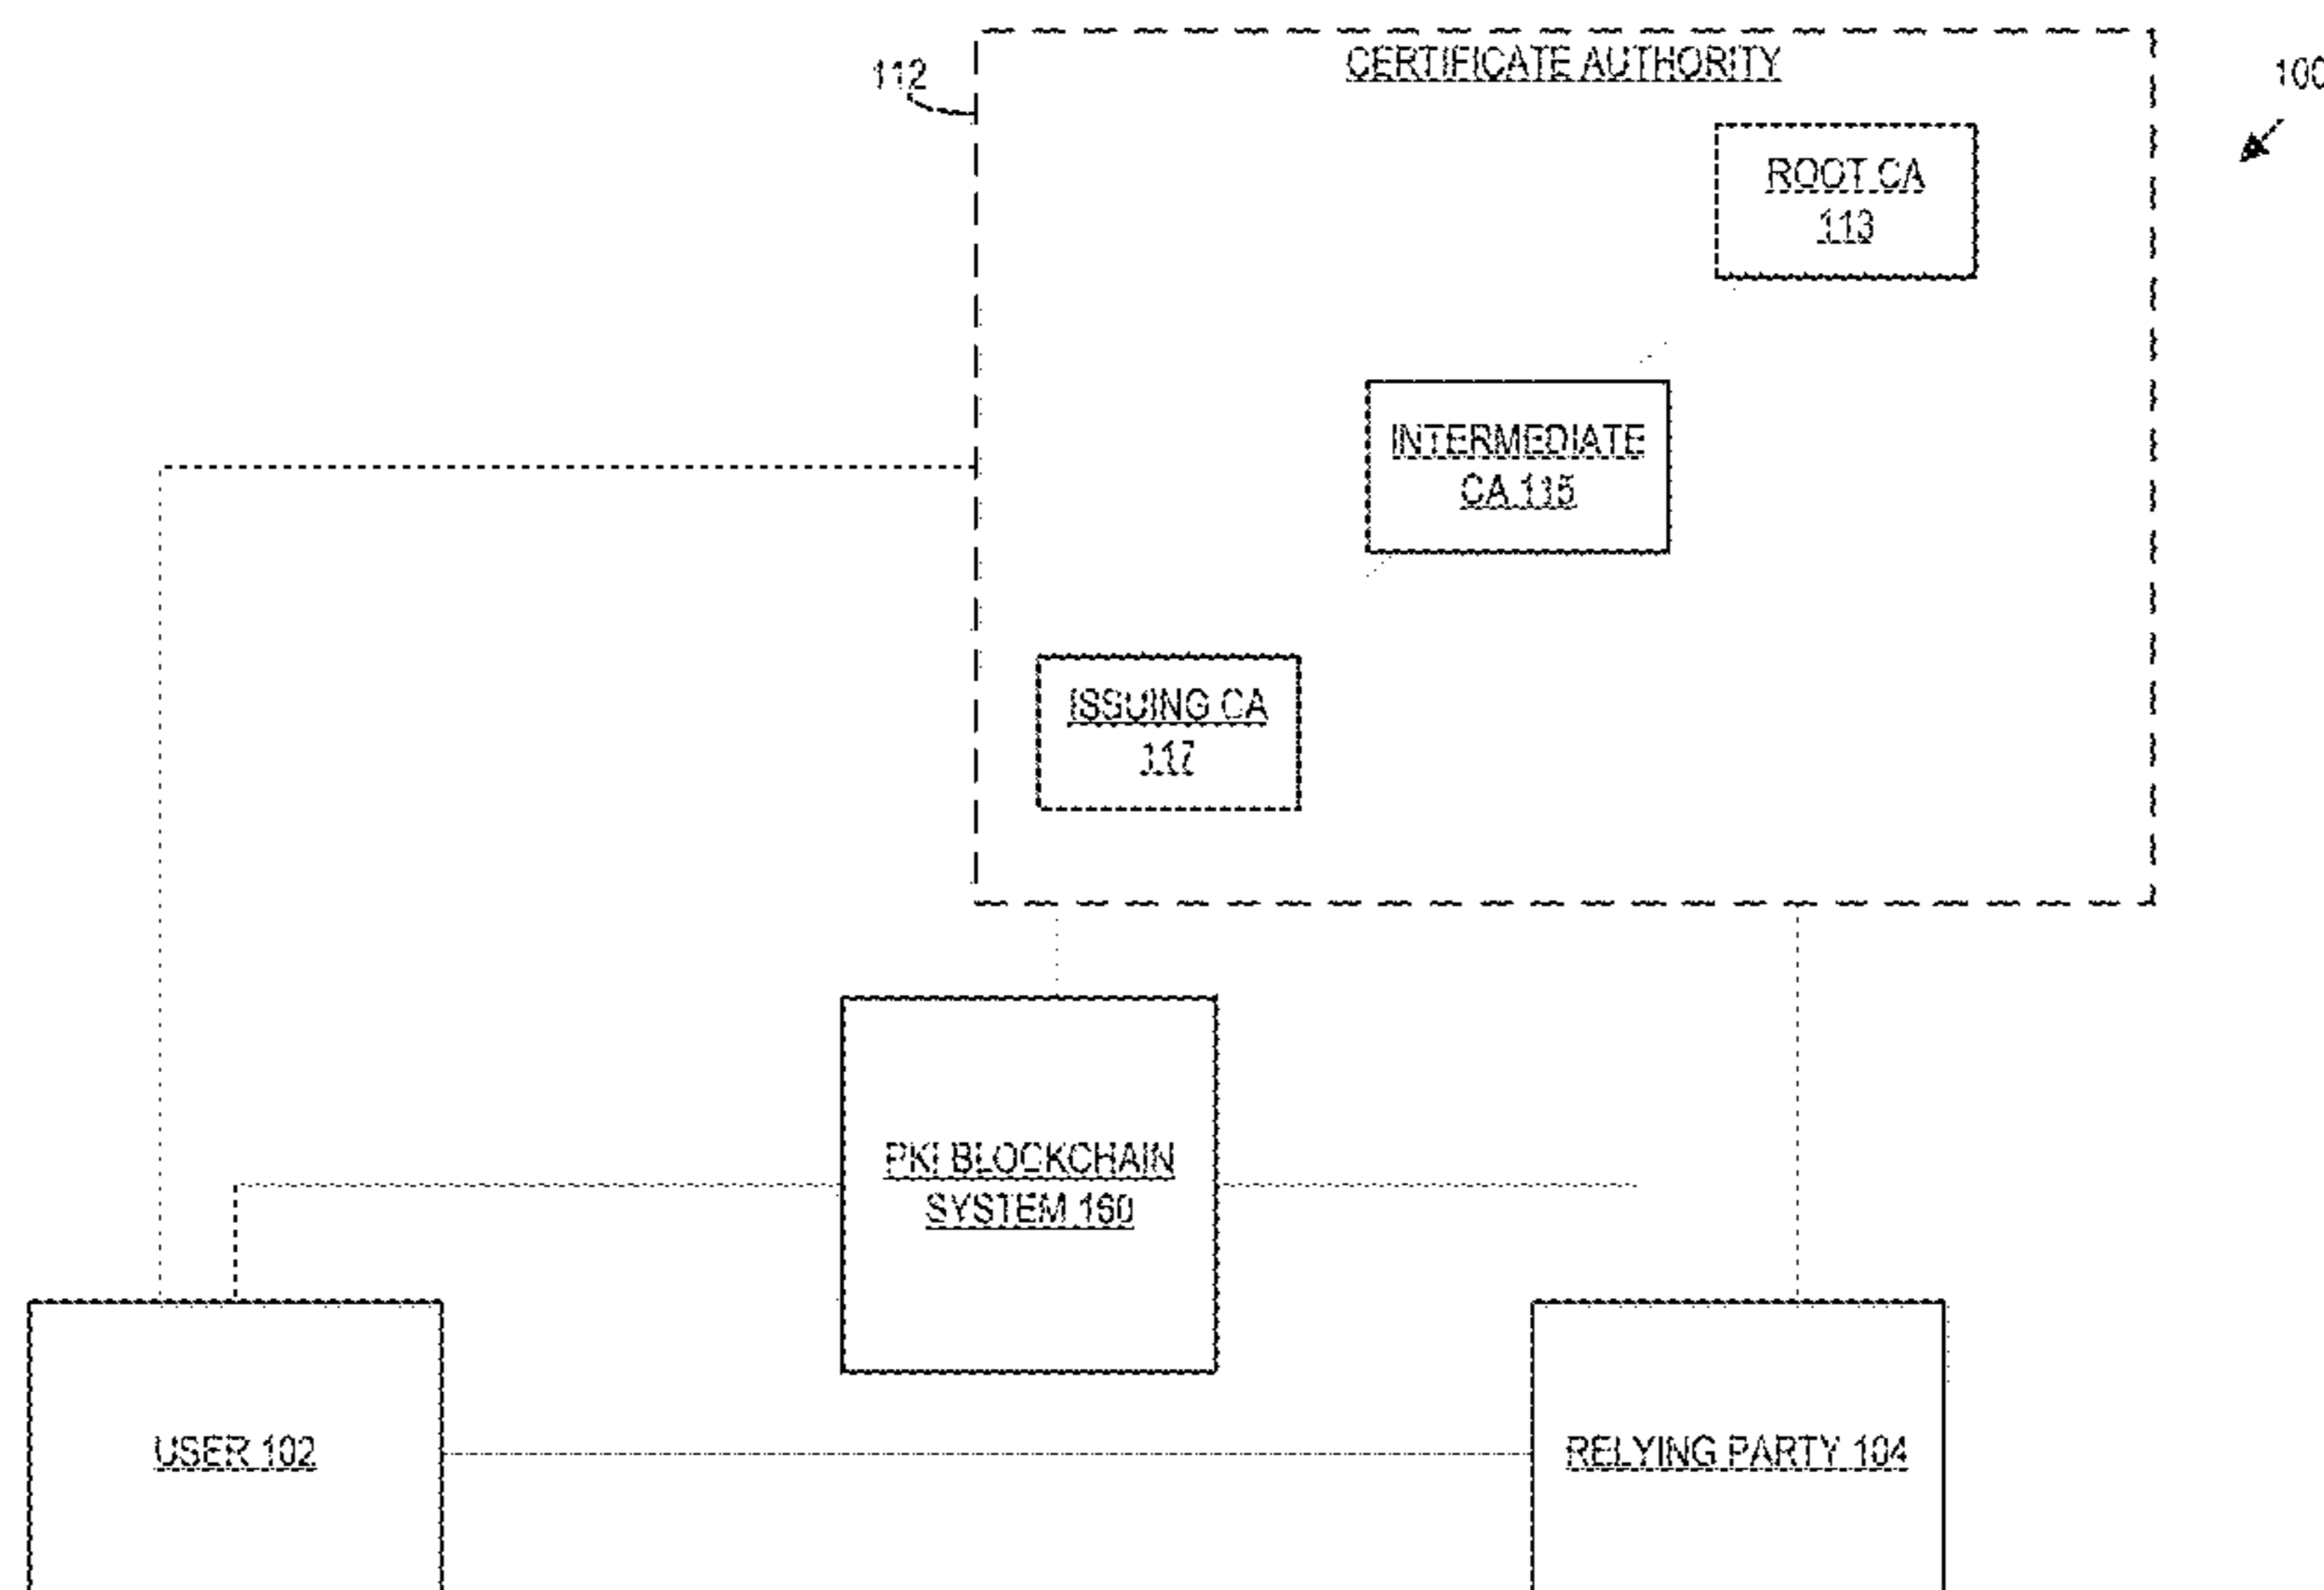 CERTIFICATE AUTHORITY
112
100
ROOT CA
113
INTERMEDIATE
CA 115
ISSUING CA
117
PKI BLOCKCHAIN
SYSTEM 160
USER 102
RELYING PARTY 104